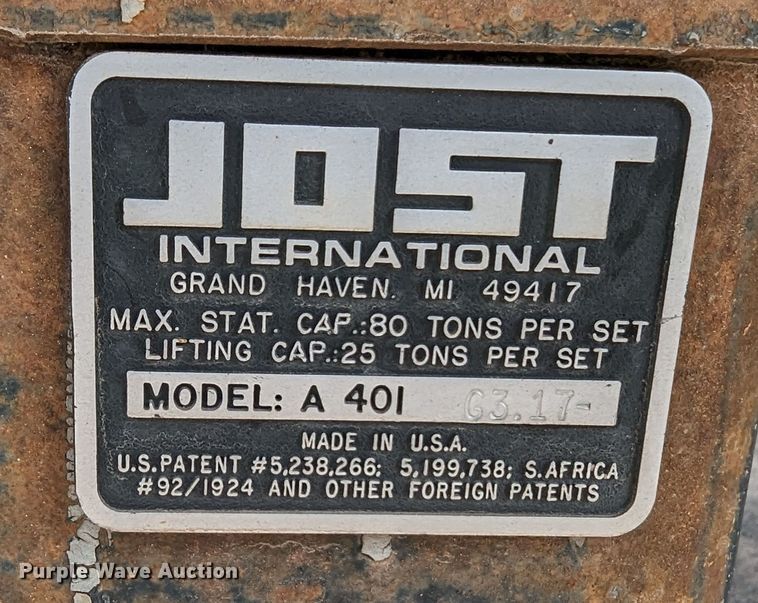 JOST
INTERNATIONAL
GRAND HAVEN. MI 49417
MAX. STAT. CAP.:80 TONS PER SET
LIFTING CAP.:25 TONS PER SET
MODEL: A 401 C3.17-
MADE IN U.S.A.
U.S. PATENT #5,238,266; 5,199,738; S.AFRICA
#92/1924 AND OTHER FOREIGN PATENTS
Purple Wave Auction